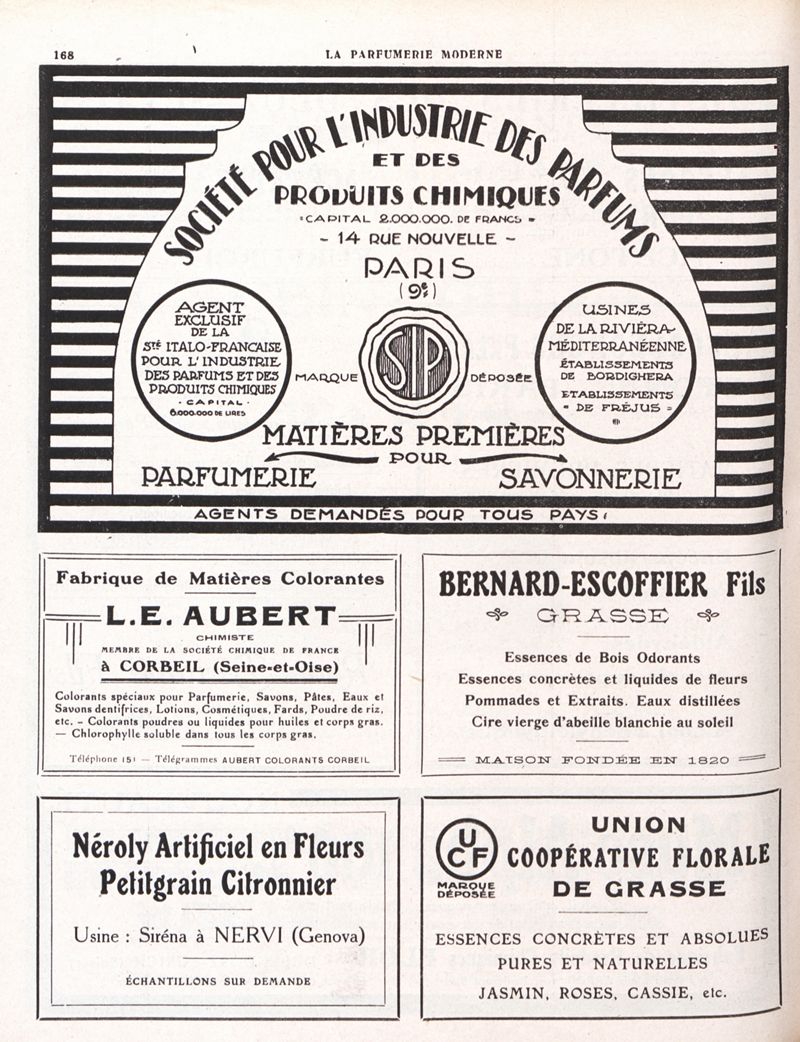 168
LA PARFUMERIE MODERNE
SOCIÉTÉ POUR L'INDUSTRIE DES PARFUMS
ET DES
PRODUITS CHIMIQUES
"CAPITAL 2.000.000. DE FRANCS"
- 14 RUE NOUVELLE -
PARIS
(9e)
AGENT
EXCLUSIF
DE LA
Sté ITALO-FRANCAISE
POUR L'INDUSTRIE
DES PARFUMS ET DES
PRODUITS CHIMIQUES
- CAPITAL -
6.000.000 DE LIRES
MARQUE
SIP
DÉPOSÉE
USINES
DE LA RIVIÉRA
MÉDITERRANÉENNE
ÉTABLISSEMENTS
DE BORDIGHERA
ETABLISSEMENTS
" DE FRÉJUS "
MATIÈRES PREMIÈRES
POUR
PARFUMERIE
SAVONNERIE
AGENTS DEMANDÉS POUR TOUS PAYS
Fabrique de Matières Colorantes
L.E. AUBERT
CHIMISTE
MEMBRE DE LA SOCIÉTÉ CHIMIQUE DE FRANCE
à CORBEIL (Seine-et-Oise)
Colorants spéciaux pour Parfumerie, Savons, Pâtes, Eaux et
Savons dentifrices, Lotions, Cosmétiques, Fards, Poudre de riz,
etc. - Colorants poudres ou liquides pour huiles et corps gras.
— Chlorophylle soluble dans tous les corps gras.
Téléphone 151 — Télégrammes AUBERT COLORANTS CORBEIL
BERNARD-ESCOFFIER Fils
GRASSE
Essences de Bois Odorants
Essences concrètes et liquides de fleurs
Pommades et Extraits. Eaux distillées
Cire vierge d'abeille blanchie au soleil
MAISON FONDÉE EN 1820
Néroly Artificiel en Fleurs
Petitgrain Citronnier
Usine : Siréna à NERVI (Genova)
ÉCHANTILLONS SUR DEMANDE
UCF
MARQUE
DÉPOSÉE
UNION
COOPÉRATIVE FLORALE
DE GRASSE
ESSENCES CONCRÈTES ET ABSOLUES
PURES ET NATURELLES
JASMIN, ROSES, CASSIE, etc.